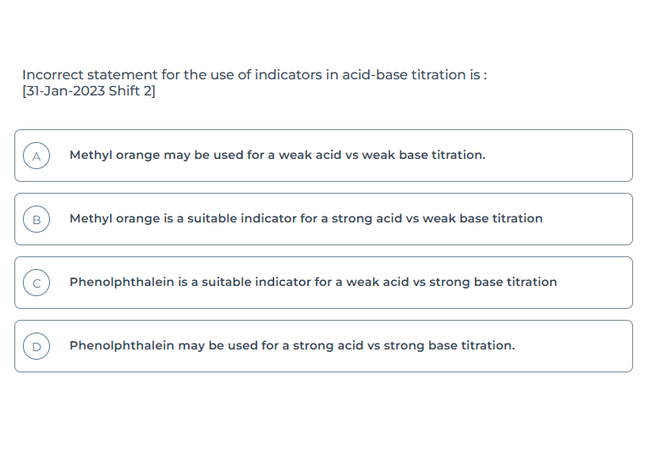 Incorrect statement for the use of indicators in acid-base titration is :
[31-Jan-2023 Shift 2]
A Methyl orange may be used for a weak acid vs weak base titration.
B Methyl orange is a suitable indicator for a strong acid vs weak base titration
C Phenolphthalein is a suitable indicator for a weak acid vs strong base titration
D Phenolphthalein may be used for a strong acid vs strong base titration.